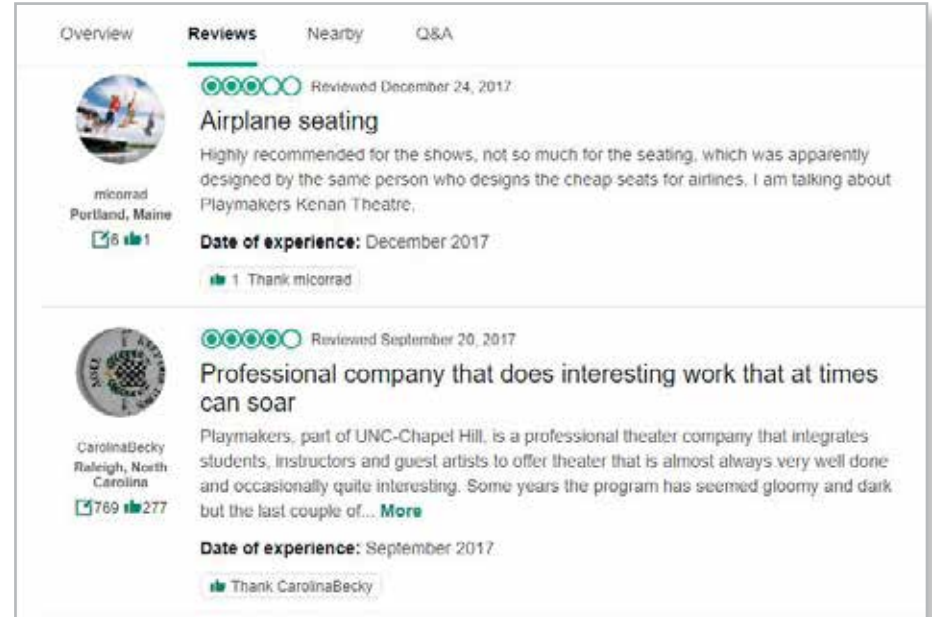 Overview Reviews Nearby Q&A
Reviewed December 24, 2017
Airplane seating
Highly recommended for the shows, not so much for the seating, which was apparently
designed by the same person who designs the cheap seats for airlines. I am talking about
Playmakers Kenan Theatre.
micorrad
Portland, Maine
6 1
Date of experience: December 2017
1 Thank micorrad
Reviewed September 20, 2017
Professional company that does interesting work that at times
can soar
Playmakers, part of UNC-Chapel Hill, is a professional theater company that integrates
students, instructors and guest artists to offer theater that is almost always very well done
and occasionally quite interesting. Some years the program has seemed gloomy and dark
but the last couple of... More
CarolinaBecky
Raleigh, North
Carolina
769 277
Date of experience: September 2017
Thank CarolinaBecky